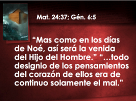 Mat. 24:37; Gén. 6:5
"Mas como en los días
de Noé, así será la venida
del Hijo del Hombre." "…todo
designio de los pensamientos
del corazón de ellos era de
continuo solamente el mal."